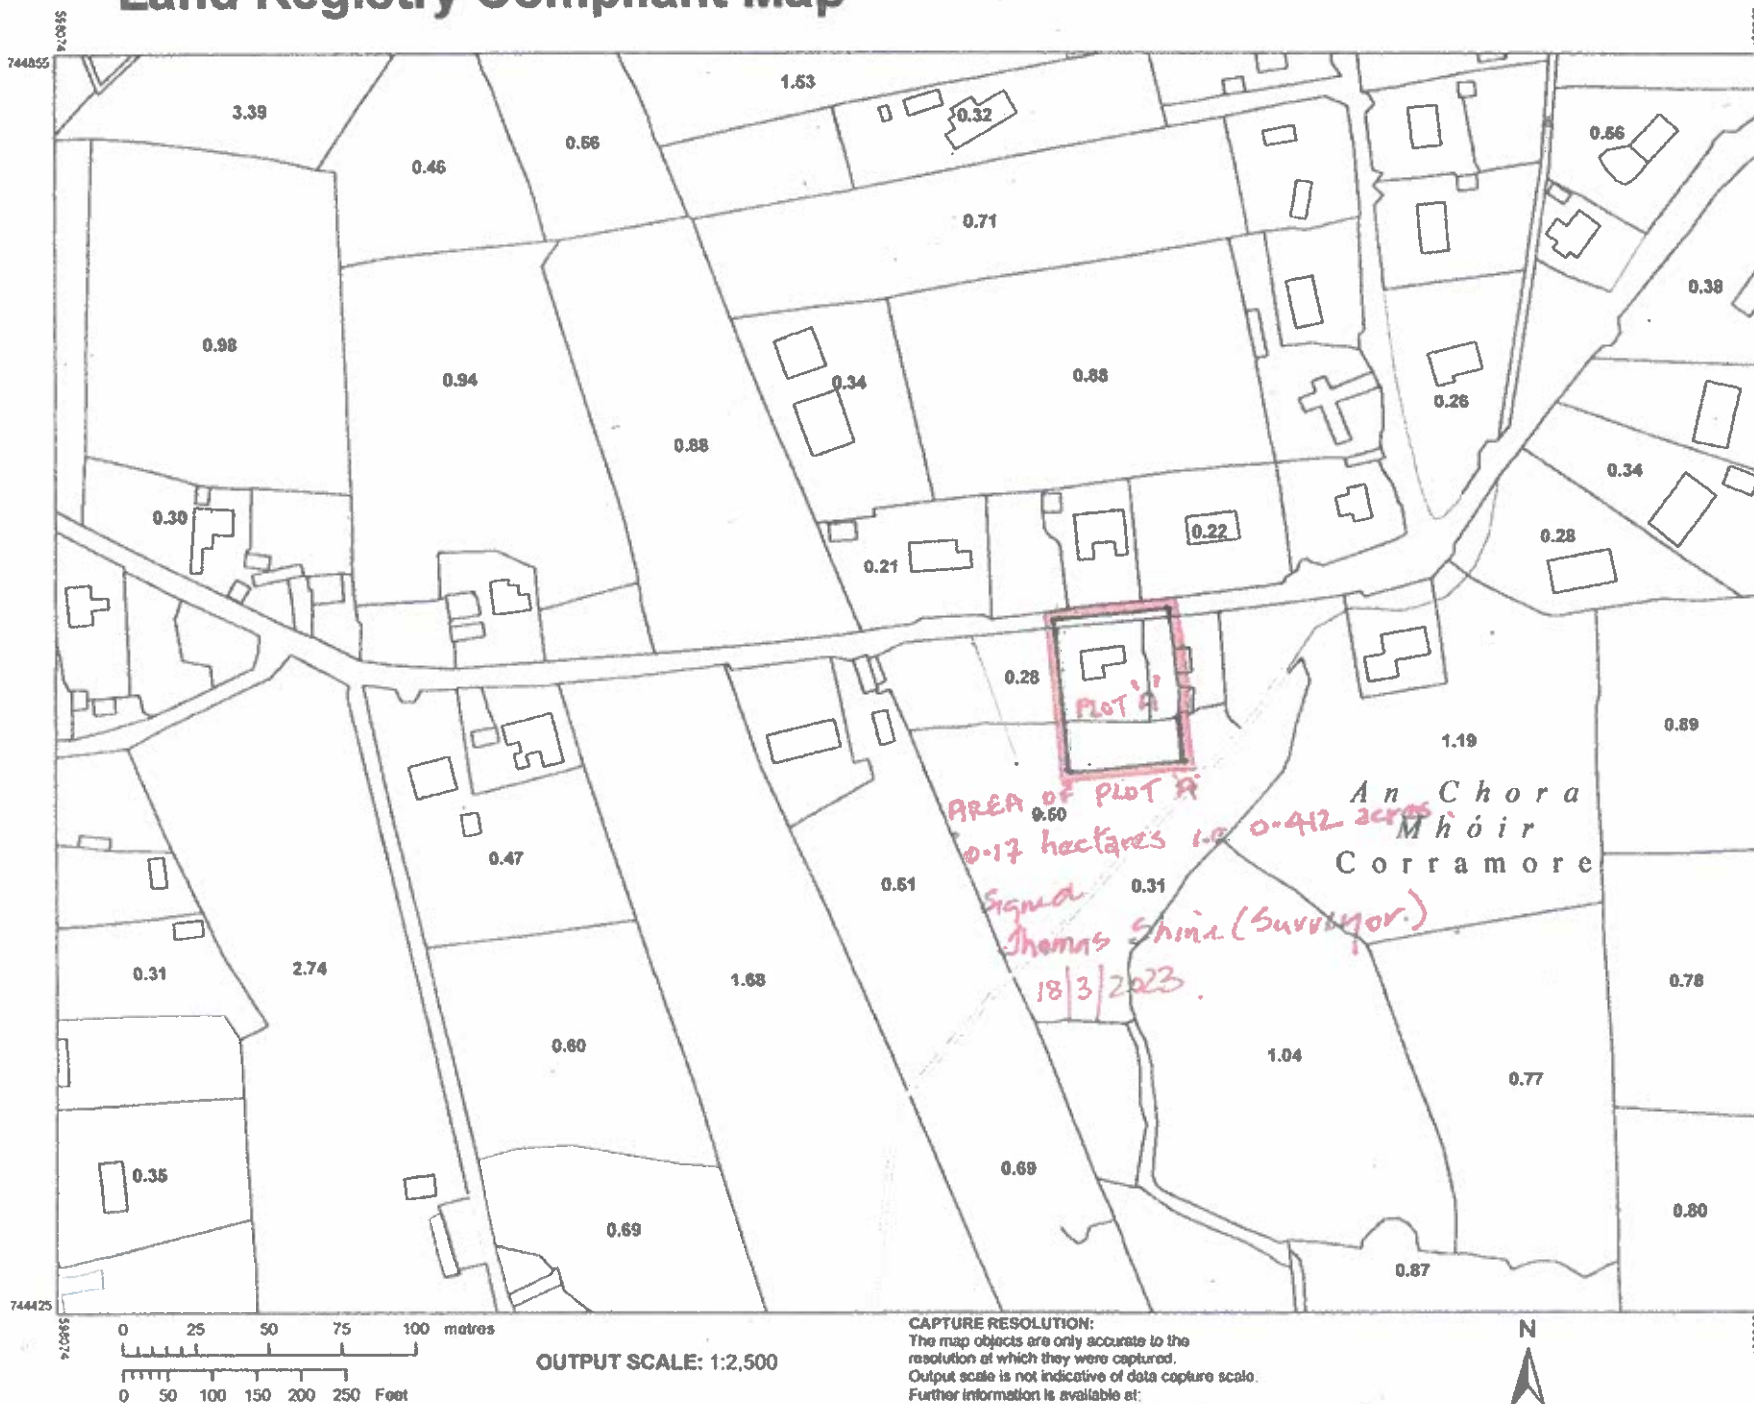 Land Registry Compliant Map
598074
744855
1.53
3.39
0.32
0.56
0.46
0.56
0.71
0.38
0.98
0.94
0.34
0.88
0.26
0.88
0.34
0.30
0.21
0.22
0.28
0.28
PLOT 'A'
1.19
0.89
An Chora
Mhóir
Corramore
AREA OF PLOT 'A'
9.50
0.17 hectares i.e 0.412 acres
0.47
0.51
0.31
Signed
Thomas Shine (Surveyor.)
18/3/2023.
0.31
2.74
1.68
0.78
0.60
1.04
0.77
0.35
0.69
0.69
0.80
0.87
744425
598074
0 25 50 75 100 metres
0 50 100 150 200 250 Feet
OUTPUT SCALE: 1:2,500
CAPTURE RESOLUTION:
The map objects are only accurate to the
resolution at which they were captured.
Output scale is not indicative of data capture scale.
Further information is available at:
N